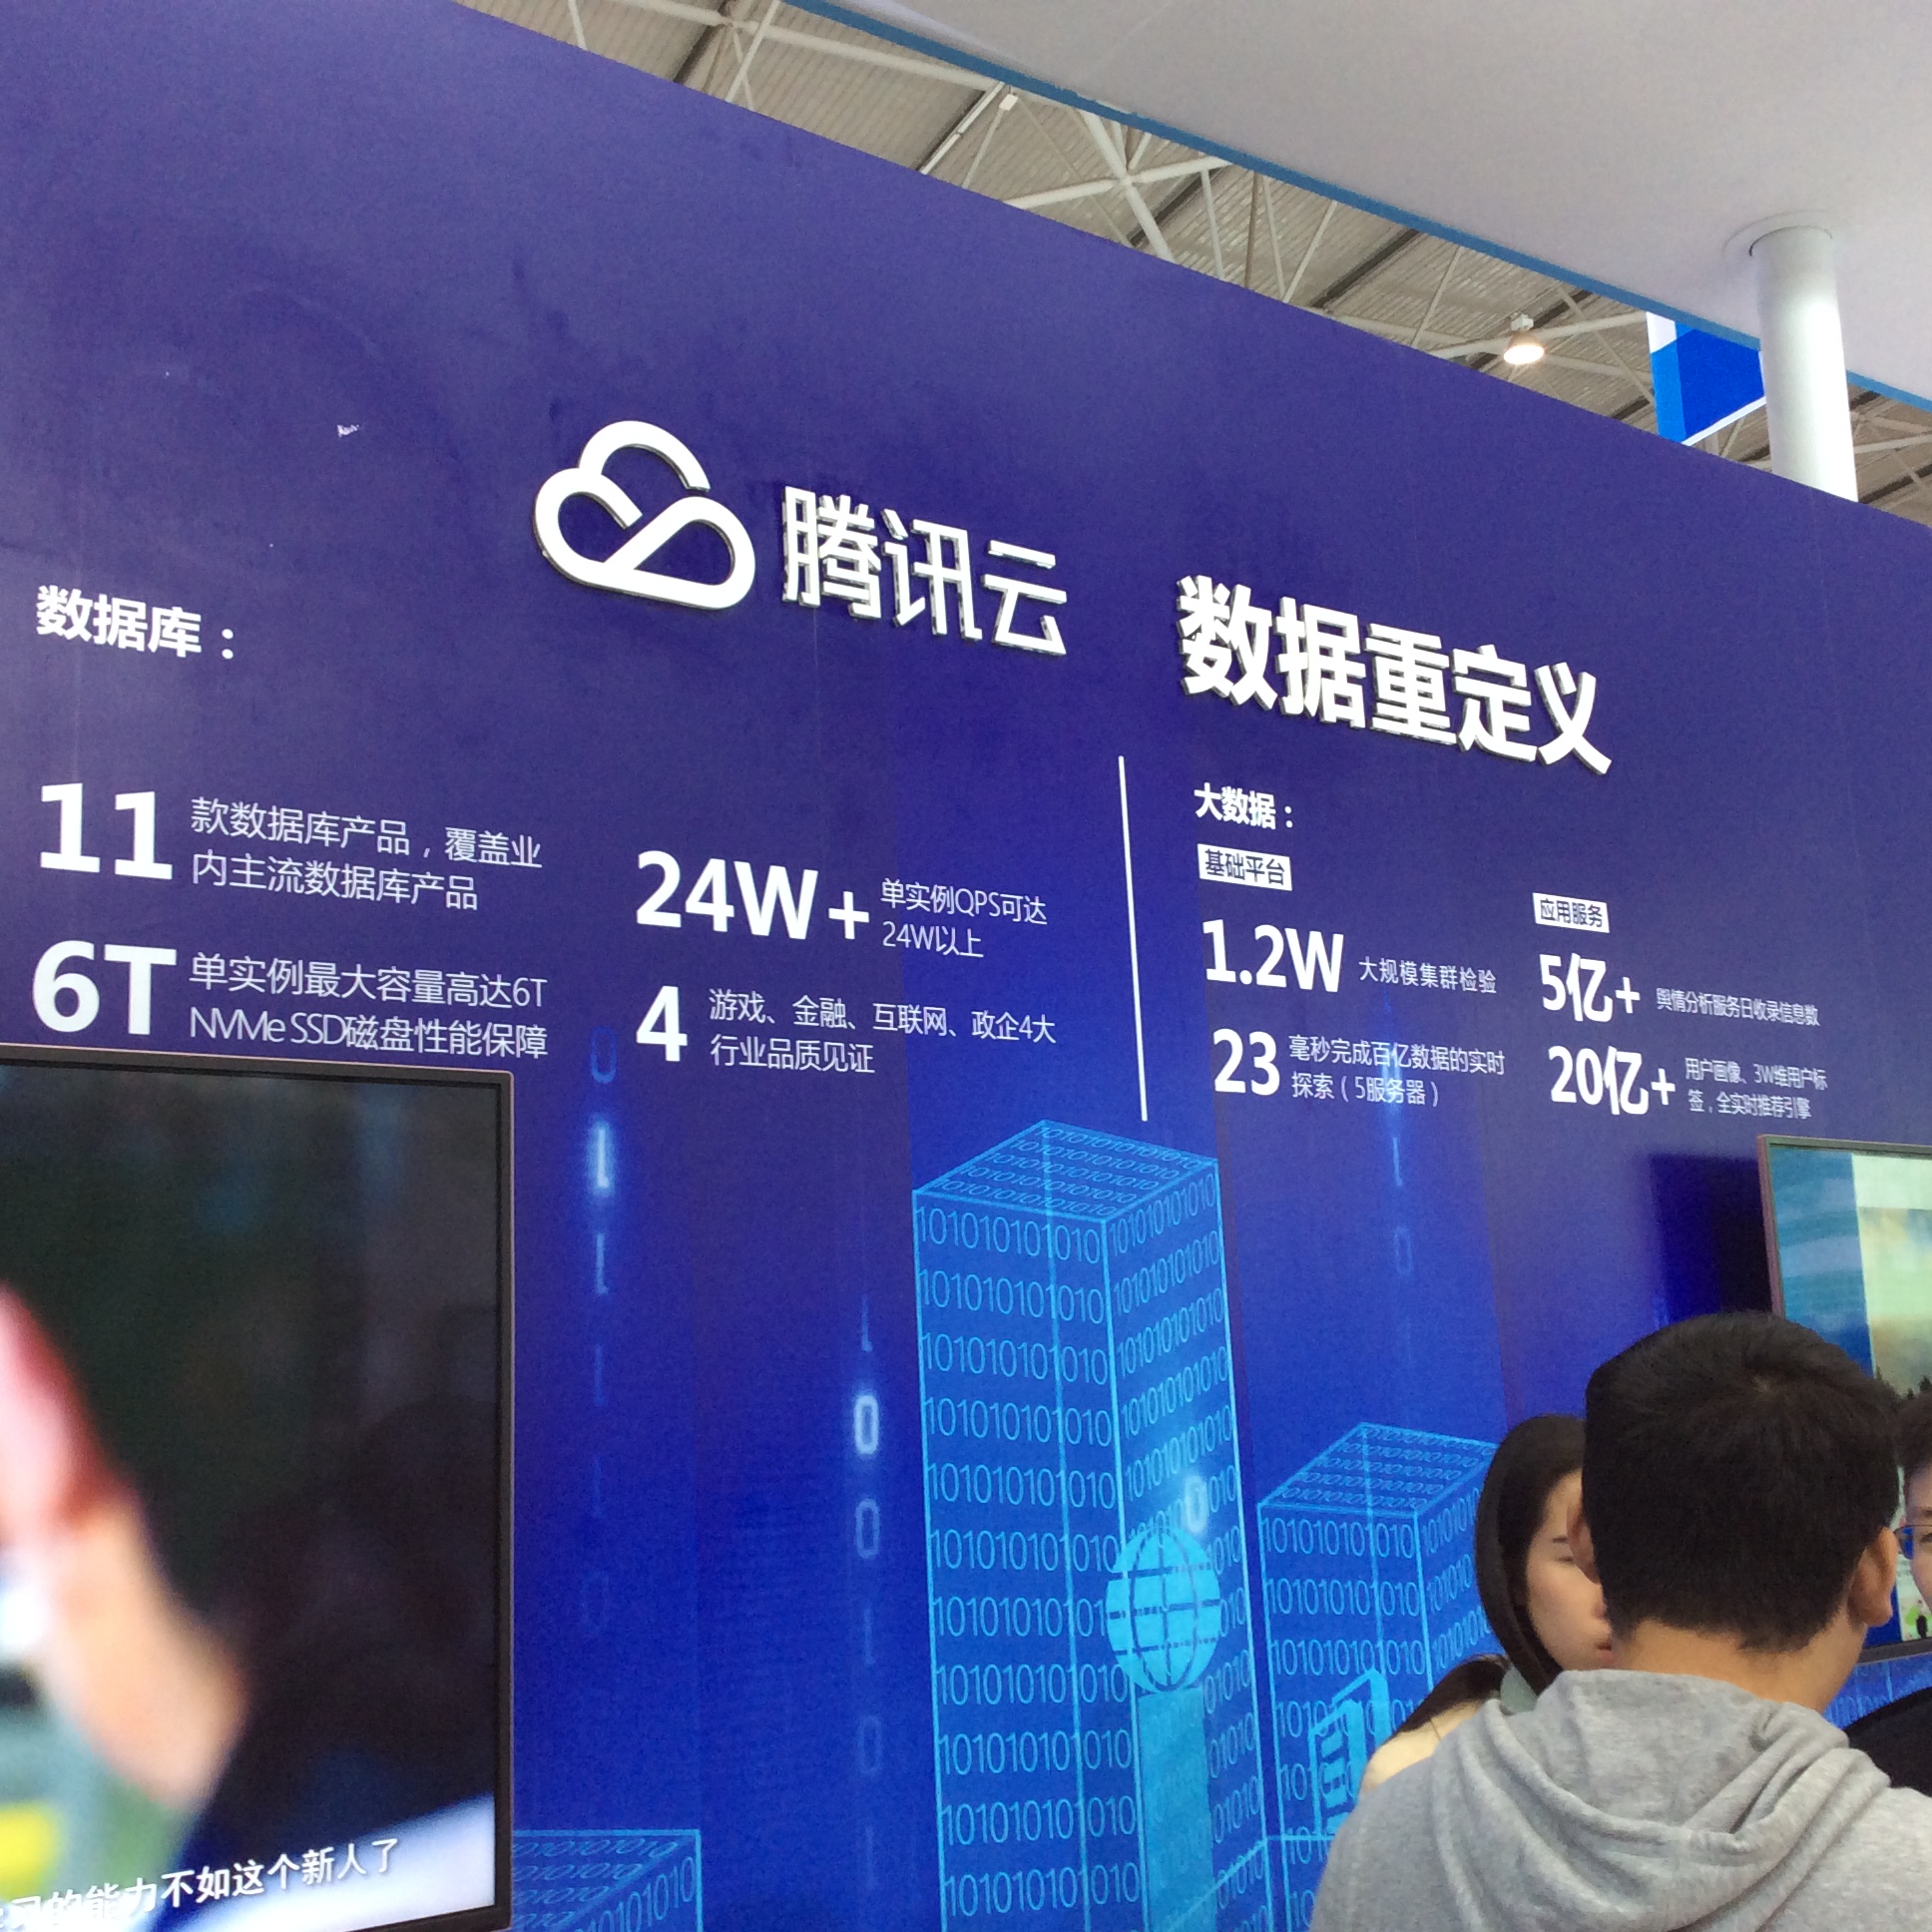 腾讯云 数据重定义
数据库：
11 款数据库产品，覆盖业
内主流数据库产品
6T 单实例最大容量高达6T
NVMe SSD磁盘性能保障
24W+ 单实例QPS可达
24W以上
4 游戏、金融、互联网、政企4大
行业品质见证
大数据：
基础平台
1.2W 大规模集群检验
23 毫秒完成百亿数据的实时
探索（5服务器）
应用服务
5亿+ 舆情分析服务日收录信息数
20亿+ 用户画像、3W维用户标
签，全实时推荐引擎
习的能力不如这个新人了